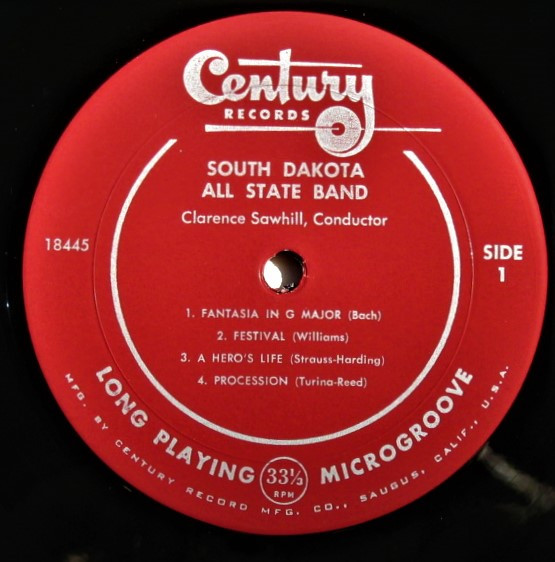 Century
RECORDS
SOUTH DAKOTA
ALL STATE BAND
Clarence Sawhill, Conductor
18445
SIDE
1
1. FANTASIA IN G MAJOR (Bach)
2. FESTIVAL (Williams)
3. A HERO'S LIFE (Strauss-Harding)
4. PROCESSION (Turina-Reed)
LONG PLAYING 33⅓ RPM MICROGROOVE
MFG. BY CENTURY RECORD MFG. CO., SAUGUS, CALIF., U.S.A.